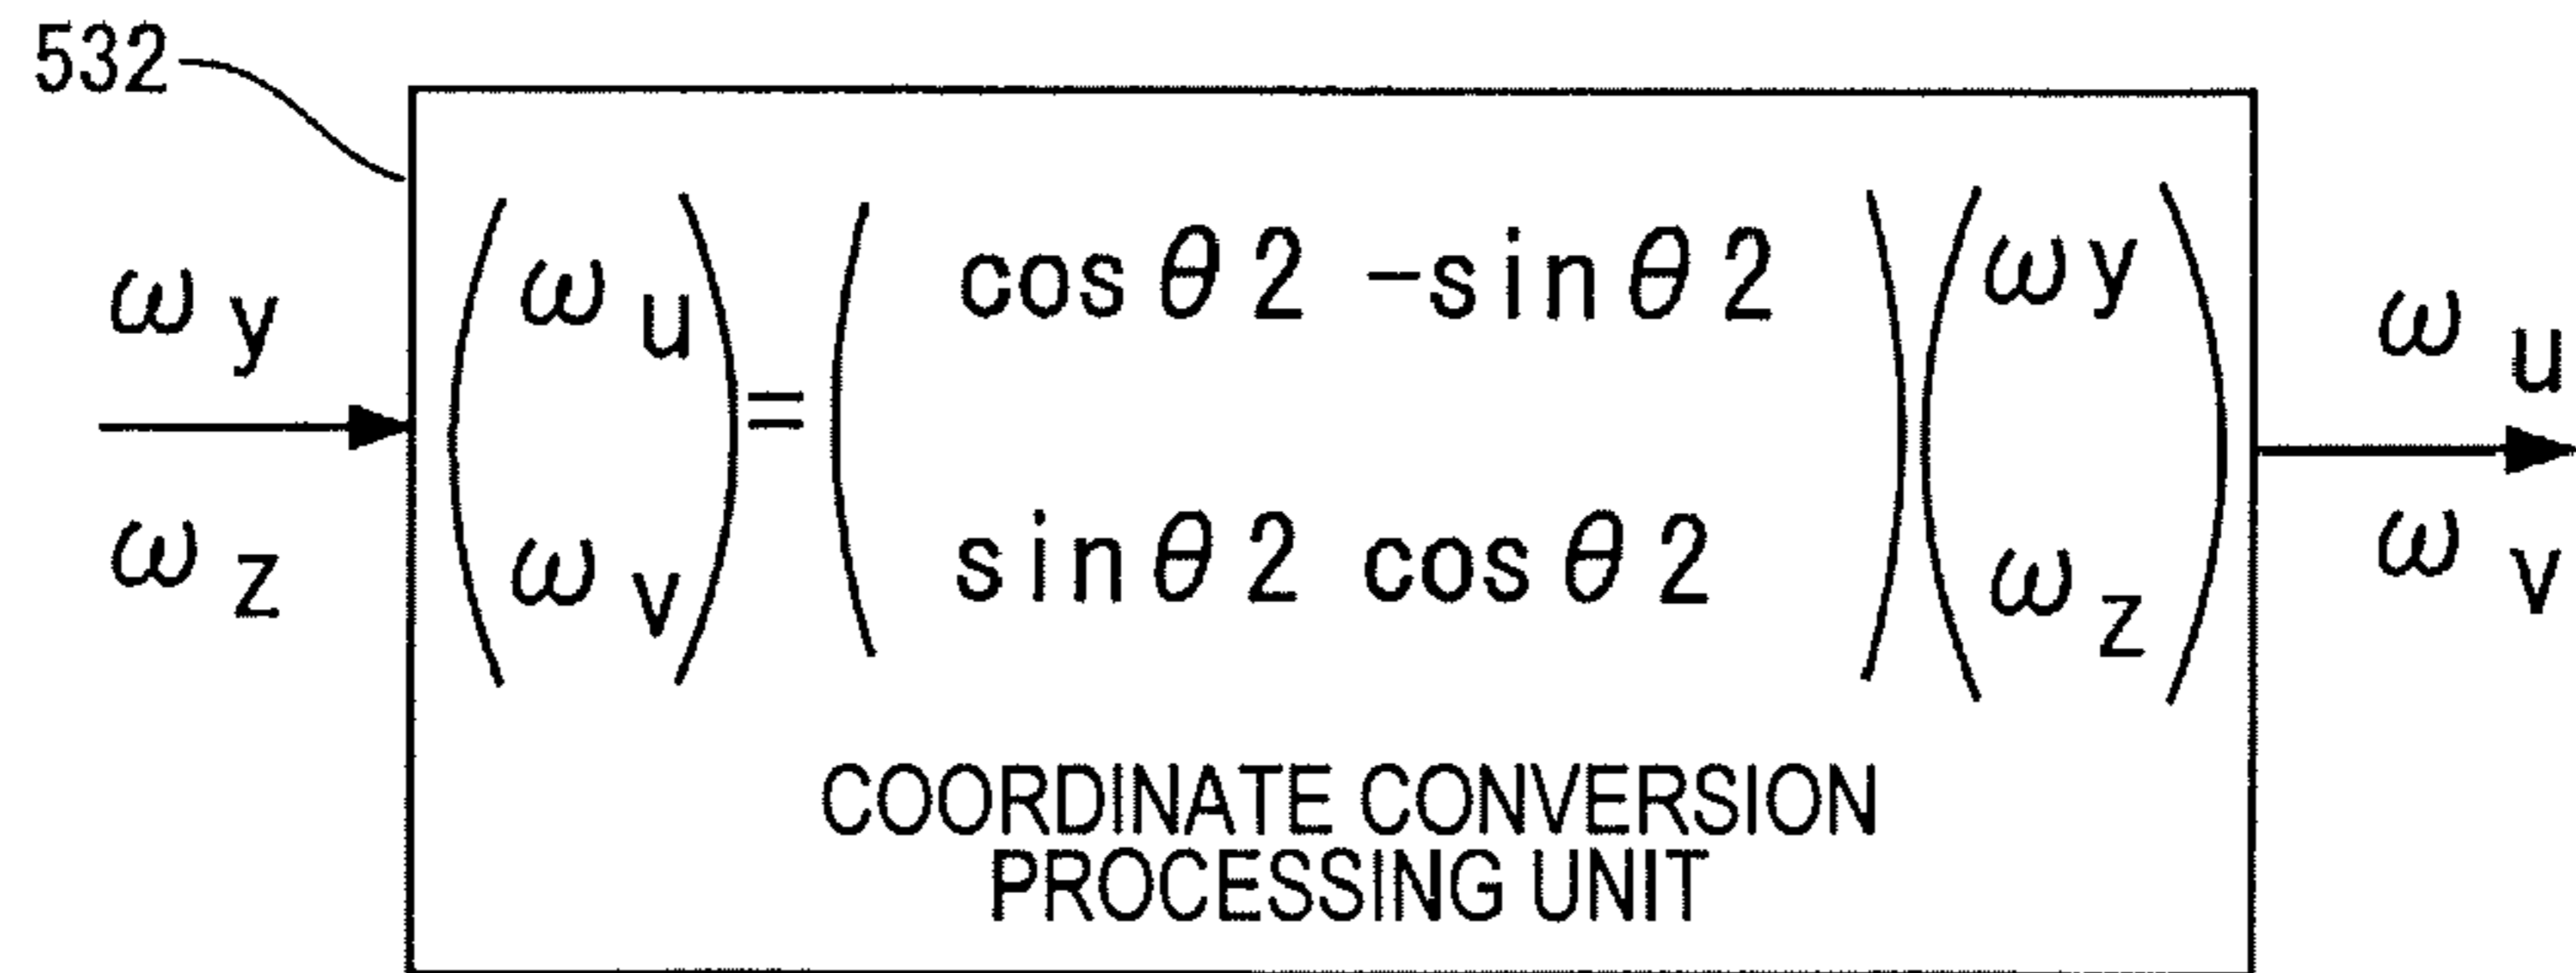 532
ωy
ωz
(ωu ωv) = (cosθ2 -sinθ2 sinθ2 cosθ2)(ωy ωz)
ωu
ωv
COORDINATE CONVERSION
PROCESSING UNIT